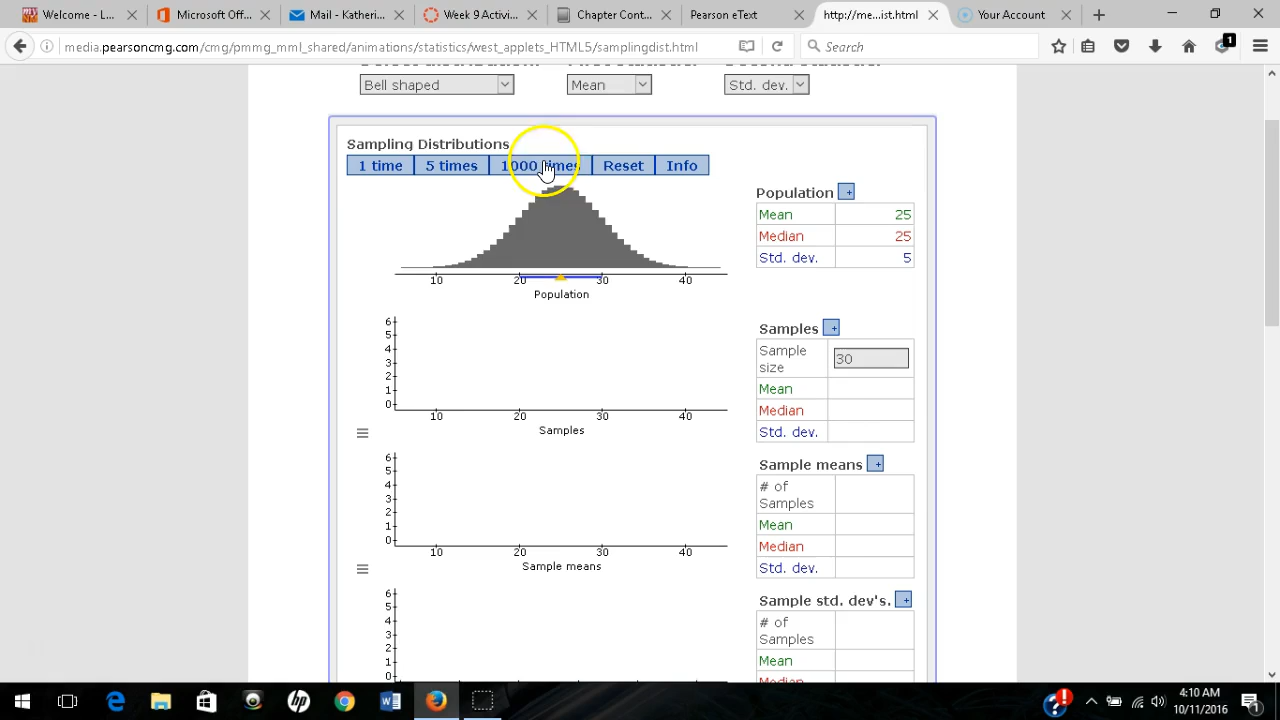 Welcome - L...
Microsoft Offi...
Mail - Katheri...
Week 9 Activi...
Chapter Cont...
Pearson eText
http://me...ist.html
Your Account
media.pearsoncmg.com/cmg/pmmg_mml_shared/animations/statistics/west_applets_HTML5/samplingdist.html
Search
1
Bell shaped
Mean
Std. dev.
Sampling Distributions
1 time
5 times
1000 times
Reset
Info
10 20 30 40
Population
Population +
Mean 25
Median 25
Std. dev. 5
6
5
4
3
2
1
0
10 20 30 40
Samples
Samples +
Sample size 30
Mean
Median
Std. dev.
6
5
4
3
2
1
0
10 20 30 40
Sample means
Sample means +
# of Samples
Mean
Median
Std. dev.
6
5
4
3
2
1
0
Sample std. dev's. +
# of Samples
Mean
Median
hp
4:10 AM
10/11/2016
1